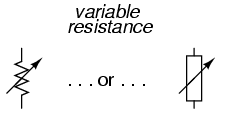 variable
resistance
. . . or . . .